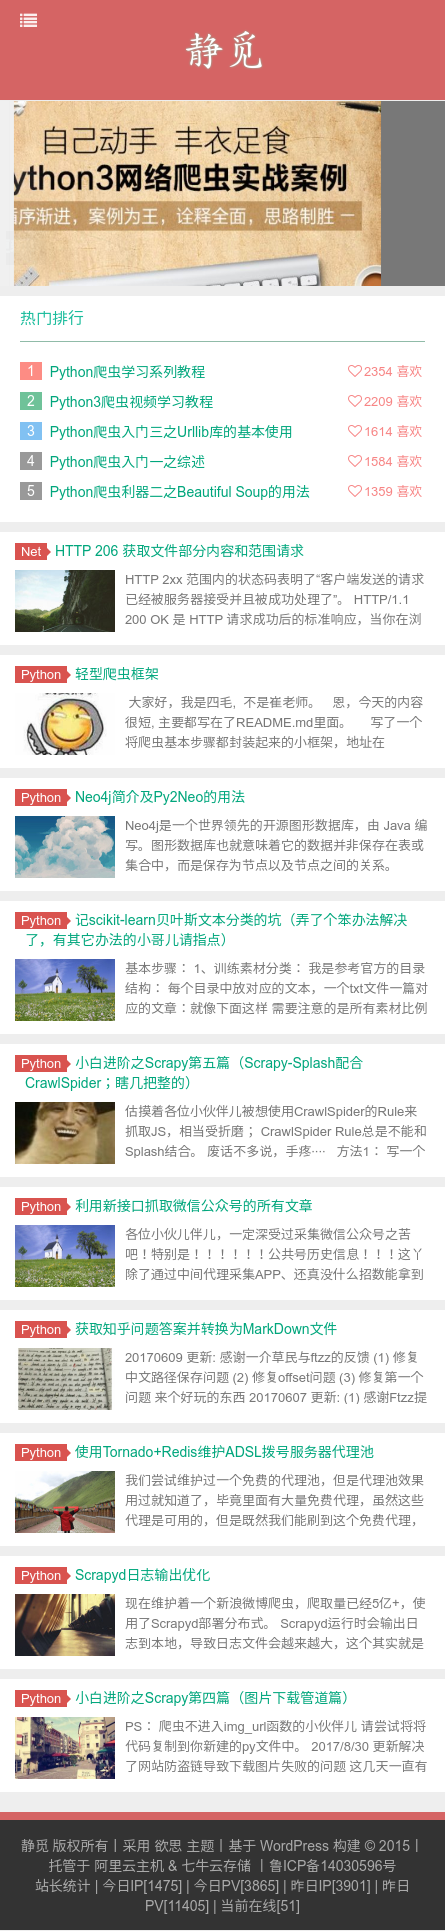 静觅
自己动手 丰衣足食
ython3网络爬虫实战案例
循序渐进，案例为王，诠释全面，思路制胜 —
热门排行
1 Python爬虫学习系列教程 2354 喜欢
2 Python3爬虫视频学习教程 2209 喜欢
3 Python爬虫入门三之Urllib库的基本使用 1614 喜欢
4 Python爬虫入门一之综述 1584 喜欢
5 Python爬虫利器二之Beautiful Soup的用法 1359 喜欢
Net HTTP 206 获取文件部分内容和范围请求
HTTP 2xx 范围内的状态码表明了“客户端发送的请求
已经被服务器接受并且被成功处理了”。 HTTP/1.1
200 OK 是 HTTP 请求成功后的标准响应，当你在浏
Python 轻型爬虫框架
大家好，我是四毛, 不是崔老师。 恩，今天的内容
很短, 主要都写在了README.md里面。 写了一个
将爬虫基本步骤都封装起来的小框架，地址在
Python Neo4j简介及Py2Neo的用法
Neo4j是一个世界领先的开源图形数据库，由 Java 编
写。图形数据库也就意味着它的数据并非保存在表或
集合中，而是保存为节点以及节点之间的关系。
Python 记scikit-learn贝叶斯文本分类的坑（弄了个笨办法解决
了，有其它办法的小哥儿请指点）
基本步骤： 1、训练素材分类： 我是参考官方的目录
结构： 每个目录中放对应的文本，一个txt文件一篇对
应的文章：就像下面这样 需要注意的是所有素材比例
Python 小白进阶之Scrapy第五篇（Scrapy-Splash配合
CrawlSpider；瞎几把整的）
估摸着各位小伙伴儿被想使用CrawlSpider的Rule来
抓取JS，相当受折磨； CrawlSpider Rule总是不能和
Splash结合。 废话不多说，手疼···· 方法1： 写一个
Python 利用新接口抓取微信公众号的所有文章
各位小伙儿伴儿，一定深受过采集微信公众号之苦
吧！特别是！！！！！！公共号历史信息！！！这丫
除了通过中间代理采集APP、还真没什么招数能拿到
Python 获取知乎问题答案并转换为MarkDown文件
20170609 更新: 感谢一介草民与ftzz的反馈 (1) 修复
中文路径保存问题 (2) 修复offset问题 (3) 修复第一个
问题 来个好玩的东西 20170607 更新: (1) 感谢Ftzz提
Python 使用Tornado+Redis维护ADSL拨号服务器代理池
我们尝试维护过一个免费的代理池，但是代理池效果
用过就知道了，毕竟里面有大量免费代理，虽然这些
代理是可用的，但是既然我们能刷到这个免费代理，
Python Scrapyd日志输出优化
现在维护着一个新浪微博爬虫，爬取量已经5亿+，使
用了Scrapyd部署分布式。 Scrapyd运行时会输出日
志到本地，导致日志文件会越来越大，这个其实就是
Python 小白进阶之Scrapy第四篇（图片下载管道篇）
PS： 爬虫不进入img_url函数的小伙伴儿 请尝试将将
代码复制到你新建的py文件中。 2017/8/30 更新解决
了网站防盗链导致下载图片失败的问题 这几天一直有
静觅 版权所有丨采用 欲思 主题丨基于 WordPress 构建 © 2015丨
托管于 阿里云主机 & 七牛云存储 丨鲁ICP备14030596号
站长统计 | 今日IP[1475] | 今日PV[3865] | 昨日IP[3901] | 昨日
PV[11405] | 当前在线[51]